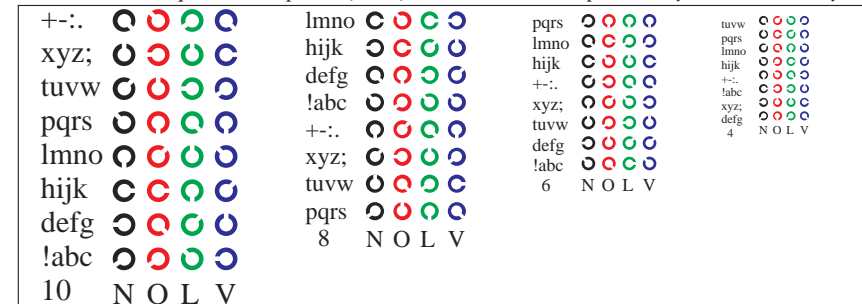 +-:.
xyz;
tuvw
pqrs
lmno
hijk
defg
!abc
10 N O L V
lmno
hijk
defg
!abc
+-:.
xyz;
tuvw
pqrs
8 N O L V
pqrs
lmno
hijk
+-:.
xyz;
tuvw
defg
!abc
6 N O L V
tuvw
pqrs
lmno
hijk
+-:.
!abc
xyz;
defg
4 N O L V